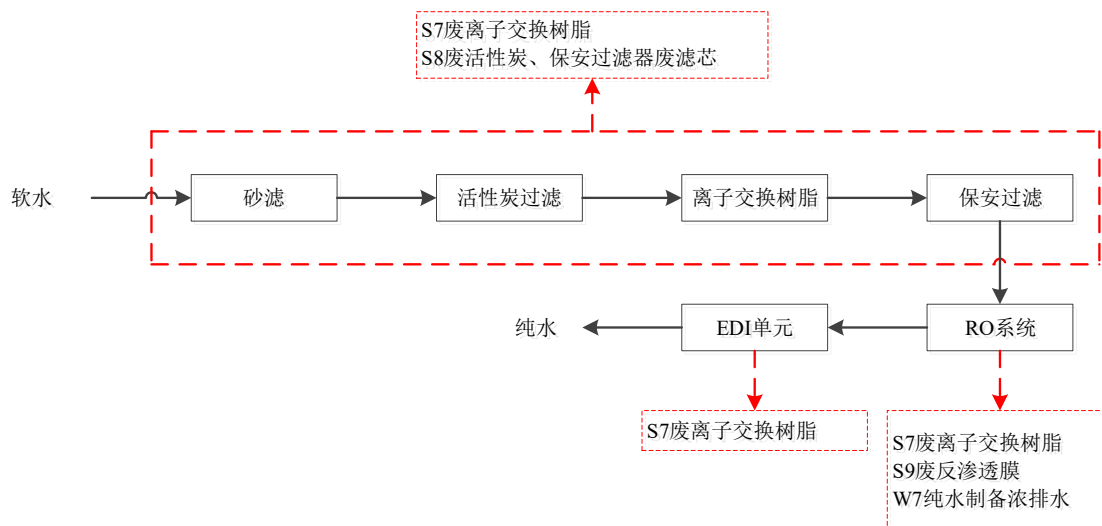 S7废离子交换树脂
S8废活性炭、保安过滤器废滤芯
软水
砂滤
活性炭过滤
离子交换树脂
保安过滤
纯水
EDI单元
RO系统
S7废离子交换树脂
S7废离子交换树脂
S9废反渗透膜
W7纯水制备浓排水